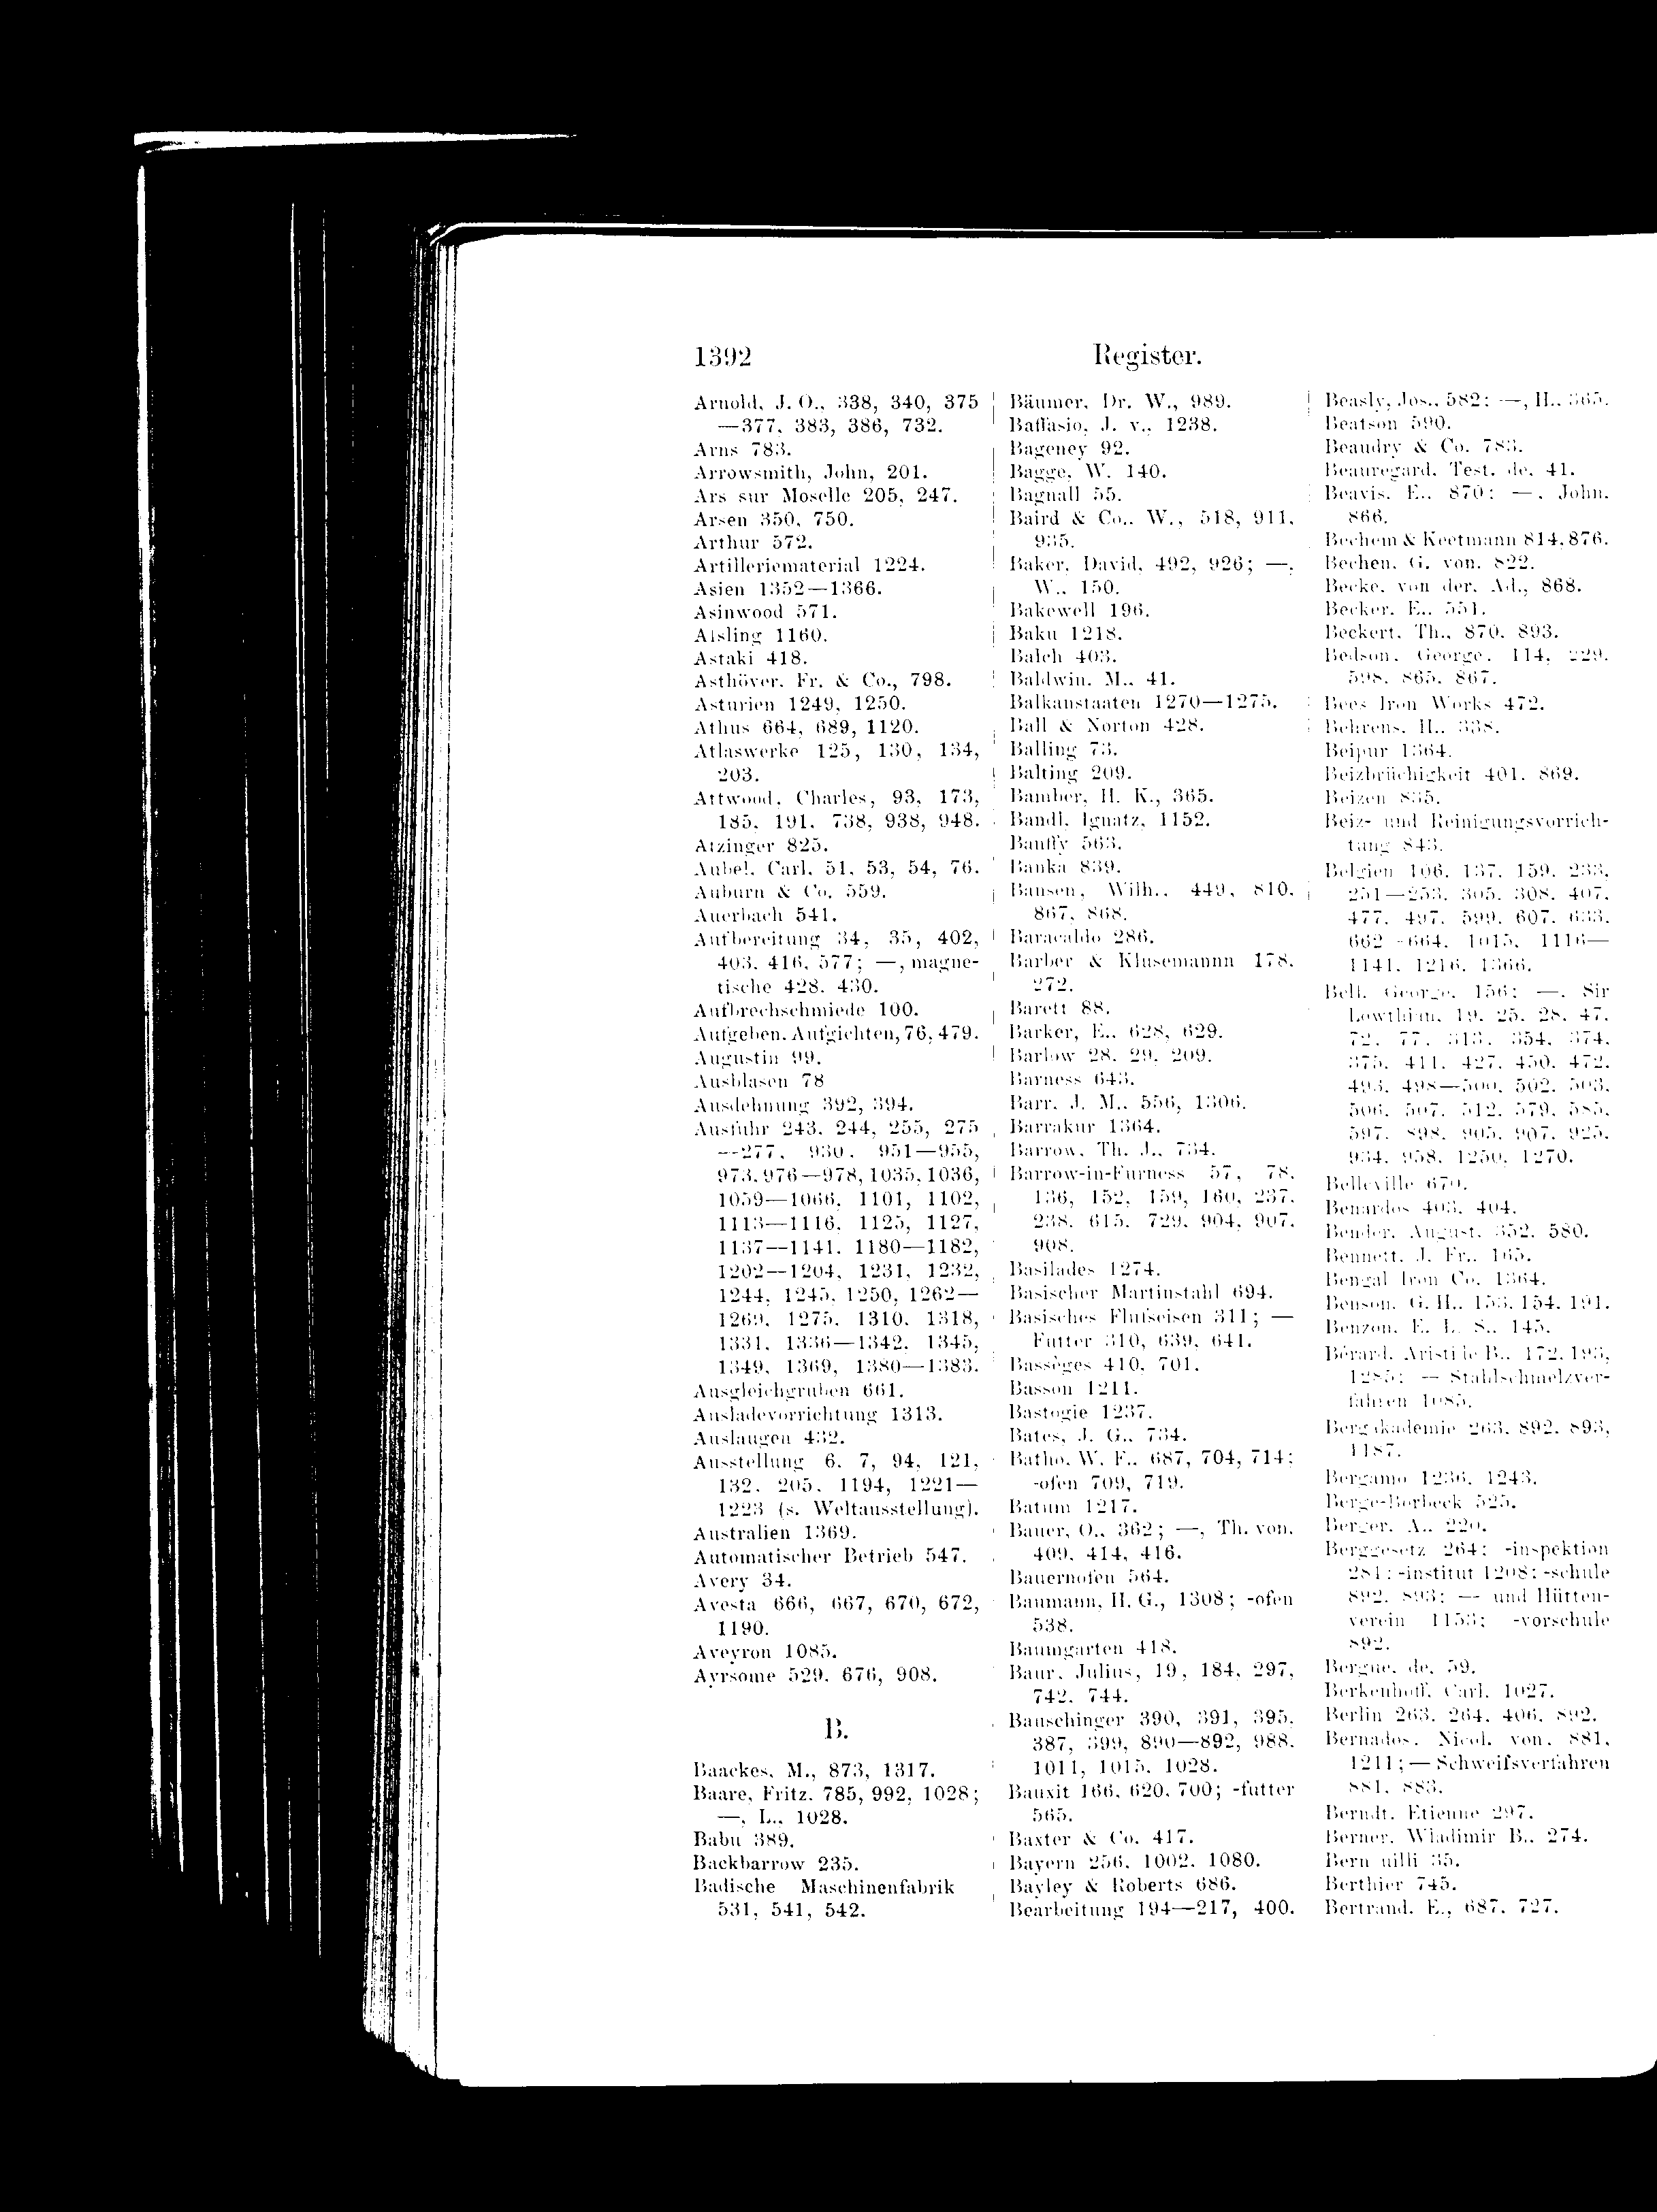 1392
Register.
Arnold, J. O., 338, 340, 375
—377, 383, 386, 732.
Arns 783.
Arrowsmith, John, 201.
Ars sur Moselle 205, 247.
Arsen 350, 750.
Arthur 572.
Artilleriematerial 1224.
Asien 1352—1366.
Asinwood 571.
Aisling 1160.
Astaki 418.
Asthöver, Fr. & Co., 798.
Asturien 1249, 1250.
Athus 664, 689, 1120.
Atlaswerke 125, 130, 134,
203.
Attwood, Charles, 93, 173,
185, 191, 738, 938, 948.
Atzinger 825.
Aubel, Carl, 51, 53, 54, 76.
Auburn & Co. 559.
Auerbach 541.
Aufbereitung 34, 35, 402,
403, 416, 577; —, magne-
tische 428, 430.
Aufbrechschmiede 100.
Aufgeben, Aufgichten, 76, 479.
Augustin 99.
Ausblasen 78
Ausdehnung 392, 394.
Ausfuhr 243, 244, 255, 275
—277, 930, 951—955,
973, 976—978, 1035, 1036,
1059—1066, 1101, 1102,
1113—1116, 1125, 1127,
1137—1141, 1180—1182,
1202—1204, 1231, 1232,
1244, 1245, 1250, 1262—
1269, 1275, 1310, 1318,
1331, 1336—1342, 1345,
1349, 1369, 1380—1383.
Ausgleichgruben 661.
Ausladevorrichtung 1313.
Auslaugen 432.
Ausstellung 6, 7, 94, 121,
132, 205, 1194, 1221—
1223 (s. Weltausstellung).
Australien 1369.
Automatischer Betrieb 547.
Avery 34.
Avesta 666, 667, 670, 672,
1190.
Aveyron 1085.
Ayrsome 529, 676, 908.
B.
Baackes, M., 873, 1317.
Baare, Fritz, 785, 992, 1028;
—, L., 1028.
Babu 389.
Backbarrow 235.
Badische Maschinenfabrik
531, 541, 542.
Bäumer, Dr. W., 989.
Baffasio, J. v., 1238.
Bageney 92.
Bagge, W. 140.
Bagnall 55.
Baird & Co., W., 518, 911,
935.
Baker, David, 492, 926; —,
W., 150.
Bakewell 196.
Baku 1218.
Balch 403.
Baldwin, M., 41.
Balkanstaaten 1270—1275.
Ball & Norton 428.
Balling 73.
Balting 209.
Bamber, H. K., 365.
Bandl, Ignatz, 1152.
Banffy 563.
Banka 839.
Bansen, Wilh., 449, 810,
867, 868.
Baracaldo 286.
Barber & Klusemannn 178,
272.
Barett 88.
Barker, E., 628, 629.
Barlow 28, 29, 209.
Barness 643.
Barr, J. M., 556, 1306.
Barrakur 1364.
Barrow, Th. J., 734.
Barrow-in-Furness 57, 78,
136, 152, 159, 160, 237,
238, 615, 729, 904, 907,
908.
Basilades 1274.
Basischer Martinstahl 694.
Basisches Flußeisen 311; —
Futter 310, 639, 641.
Bassèges 410, 701.
Basson 1211.
Bastogie 1237.
Bates, J. G., 734.
Batho, W. F., 687, 704, 714;
-ofen 709, 719.
Batum 1217.
Bauer, O., 362; —, Th. von,
409, 414, 416.
Bauernofen 564.
Baumann, H. G., 1308; -ofen
538.
Baumgarten 418.
Baur, Julius, 19, 184, 297,
742, 744.
Bauschinger 390, 391, 395,
387, 399, 890—892, 988,
1011, 1015, 1028.
Bauxit 166, 620, 700; -futter
565.
Baxter & Co. 417.
Bayern 256, 1002, 1080.
Bayley & Roberts 686.
Bearbeitung 194—217, 400.
Beasly, Jos., 582; —, H., 365.
Beatson 590.
Beaudry & Co. 783.
Beauregard, Test. de, 41.
Beavis, E., 870; —, John,
866.
Bechem & Keetmann 814, 876.
Bechen, G. von, 822.
Becke, von der, Ad., 868.
Becker, E., 551.
Beckert, Th., 870, 893.
Bedson, George, 114, 229,
598, 865, 867.
Bees Iron Works 472.
Behrens, H., 338.
Beipur 1364.
Beizbrüchigkeit 401, 869.
Beizen 835.
Beiz- und Reinigungsvorrich-
tung 843.
Belgien 106, 137, 159, 233,
251—253, 305, 308, 407,
477, 497, 599, 607, 633,
662—664, 1015, 1116—
1141, 1216, 1366.
Bell, George, 156; —, Sir
Lowthian, 19, 25, 28, 47,
72, 77, 313, 354, 374,
375, 411, 427, 450, 472,
493, 498—500, 502, 503,
506, 507, 512, 579, 585,
597, 898, 905, 907, 925,
934, 958, 1250, 1270.
Belleville 670.
Benardos 403, 404.
Bender, August, 352, 580.
Bennett, J. Fr., 165.
Bengal Iron Co. 1364.
Benson, G. H., 153, 154, 191.
Benzon, E. L. S., 145.
Bérard, Aristide B., 172, 193,
1285; — Stahlschmelzver-
fahren 1085.
Bergakademie 263, 892, 893,
1187.
Bergamo 1236, 1243.
Berge-Borbeck 525.
Berger, A., 220.
Berggesetz 264; -inspektion
281; -institut 1208; -schule
892, 893; — und Hütten-
verein 1153; -vorschule
892.
Bergue, de, 59.
Berkenhoff, Carl, 1027.
Berlin 263, 264, 406, 892.
Bernados, Nicol. von, 881,
1211; — Schweißverfahren
881, 883.
Berndt, Etienne 297.
Berner, Wladimir B., 274.
Bern uilli 35.
Berthier 745.
Bertrand, E., 687, 727.